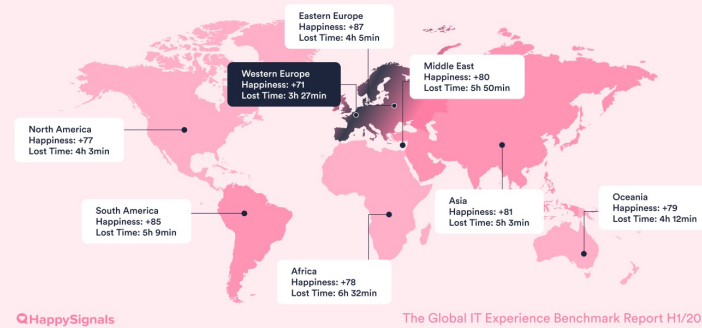 Eastern Europe
Happiness: +87
Lost Time: 4h 5min
Western Europe
Happiness: +71
Lost Time: 3h 27min
Middle East
Happiness: +80
Lost Time: 5h 50min
North America
Happiness: +77
Lost Time: 4h 3min
South America
Happiness: +85
Lost Time: 5h 9min
Asia
Happiness: +81
Lost Time: 5h 3min
Oceania
Happiness: +79
Lost Time: 4h 12min
Africa
Happiness: +78
Lost Time: 6h 32min
HappySignals
The Global IT Experience Benchmark Report H1/20